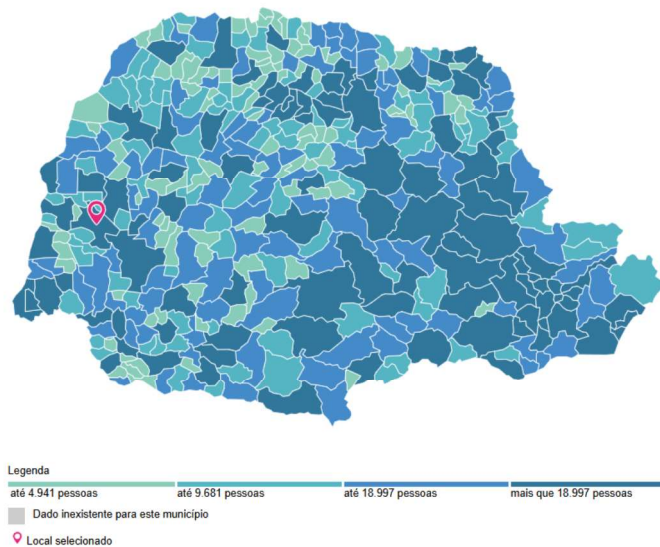 Legenda
até 4.941 pessoas até 9.681 pessoas até 18.997 pessoas mais que 18.997 pessoas
Dado inexistente para este município
Local selecionado